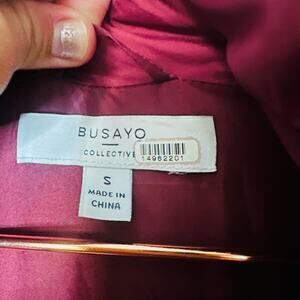 BUSAYO
COLLECTIVE
14982201
S
MADE IN
CHINA